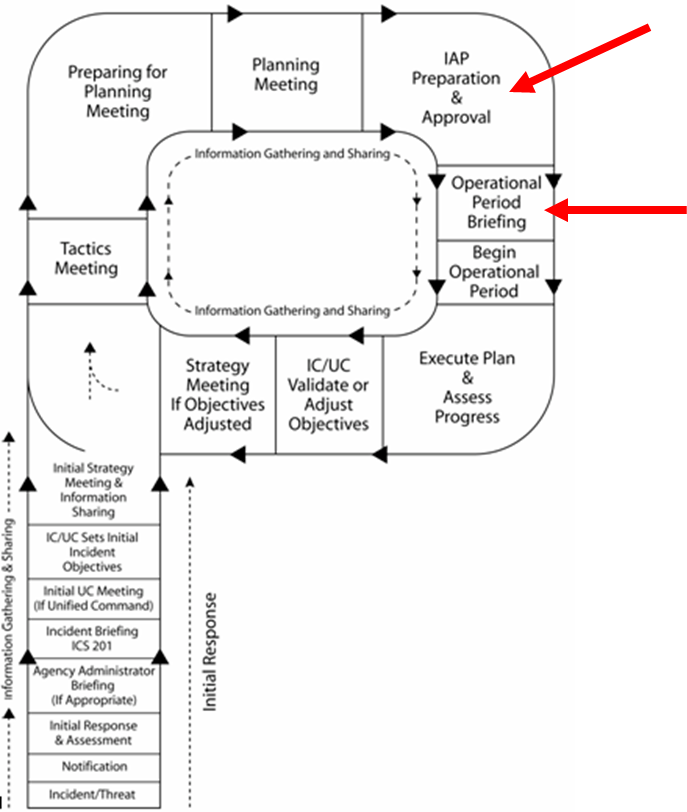 Preparing for
Planning
Meeting
Planning
Meeting
IAP
Preparation
&
Approval
Information Gathering and Sharing
Operational
Period
Briefing
Tactics
Meeting
Begin
Operational
Period
Information Gathering and Sharing
Strategy
Meeting
If Objectives
Adjusted
IC/UC
Validate or
Adjust
Objectives
Execute Plan
&
Assess
Progress
Initial Strategy
Meeting &
Information
Sharing
IC/UC Sets Initial
Incident
Objectives
Initial UC Meeting
(If Unified Command)
Incident Briefing
ICS 201
Agency Administrator
Briefing
(If Appropriate)
Initial Response
& Assessment
Notification
Incident/Threat
Information Gathering & Sharing
Initial Response